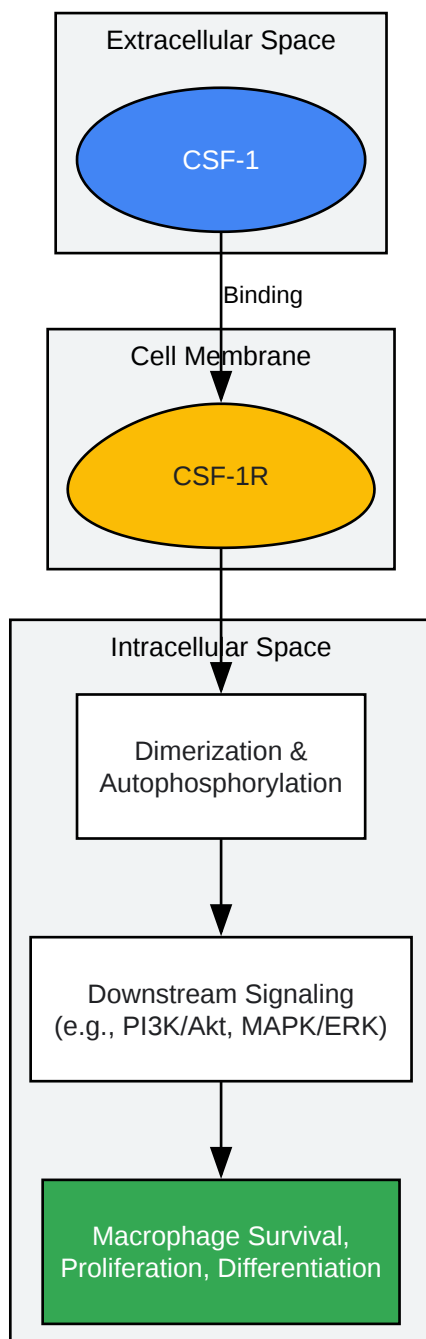 Extracellular Space
CSF-1
Binding
Cell Membrane
CSF-1R
Intracellular Space
Dimerization &
Autophosphorylation
Downstream Signaling
(e.g., PI3K/Akt, MAPK/ERK)
Macrophage Survival,
Proliferation, Differentiation